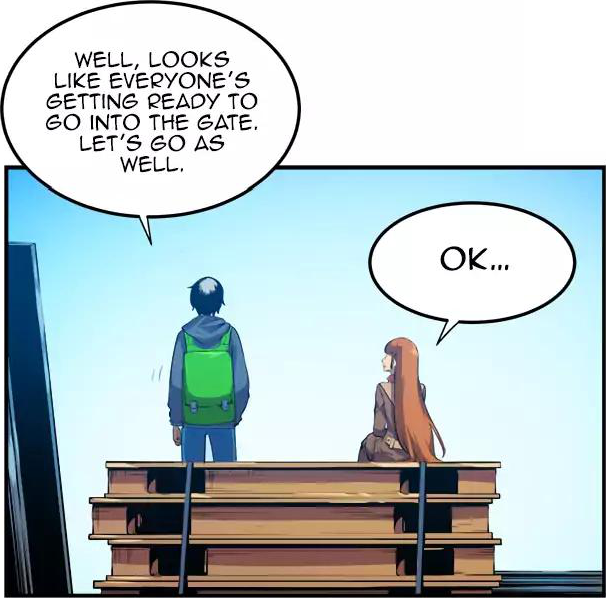 WELL, LOOKS
LIKE EVERYONE'S
GETTING READY TO
GO INTO THE GATE.
LET'S GO AS
WELL.
OK...